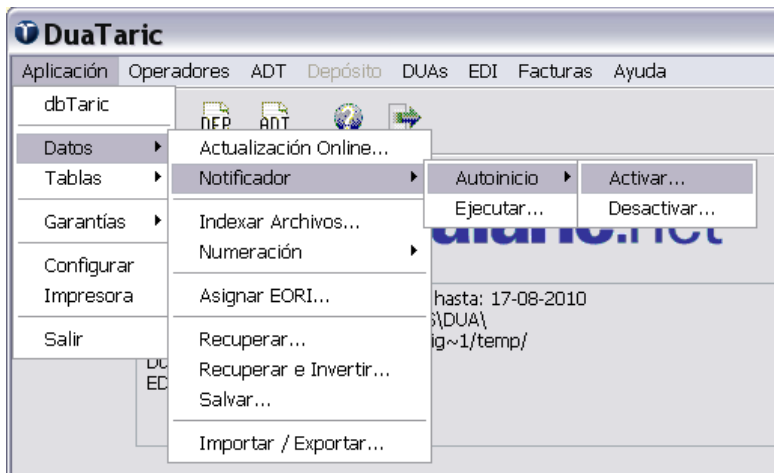 DuaTaric
Aplicación Operadores ADT Depósito DUAs EDI Facturas Ayuda
dbTaric
DEP ADT
Datos
Actualización Online...
Tablas
Notificador
Autoinicio
Activar...
Garantías
Indexar Archivos...
Ejecutar...
Desactivar...
Numeración
.net
Configurar
Impresora
Asignar EORI...
hasta: 17-08-2010
\DUA\
Salir
Recuperar...
ig~1/temp/
Recuperar e Invertir...
Salvar...
Importar / Exportar...